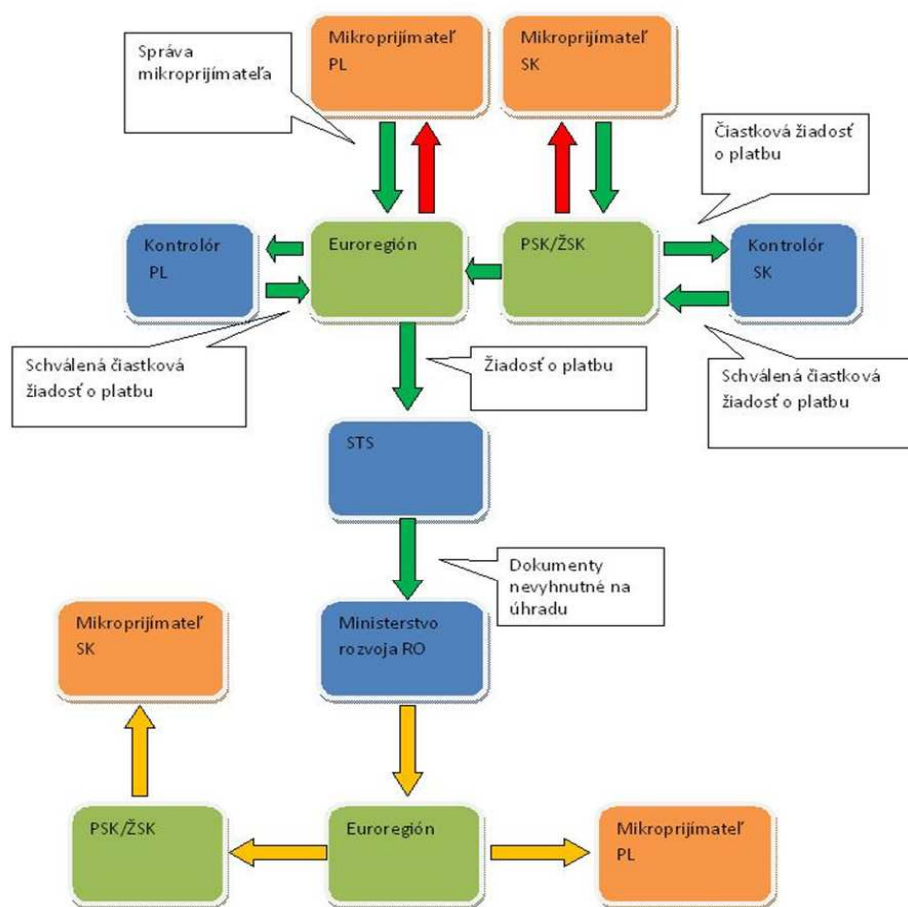 Správa
mikroprijímateľa
Mikroprijímateľ
PL
Mikroprijímateľ
SK
Čiastková žiadosť
o platbu
Kontrolór
PL
Euroregión
PSK/ŽSK
Kontrolór
SK
Schválená čiastková
žiadosť o platbu
Žiadosť o platbu
Schválená čiastková
žiadosť o platbu
STS
Dokumenty
nevyhnutné na
úhradu
Mikroprijímateľ
SK
Ministerstvo
rozvoja RO
PSK/ŽSK
Euroregión
Mikroprijímateľ
PL